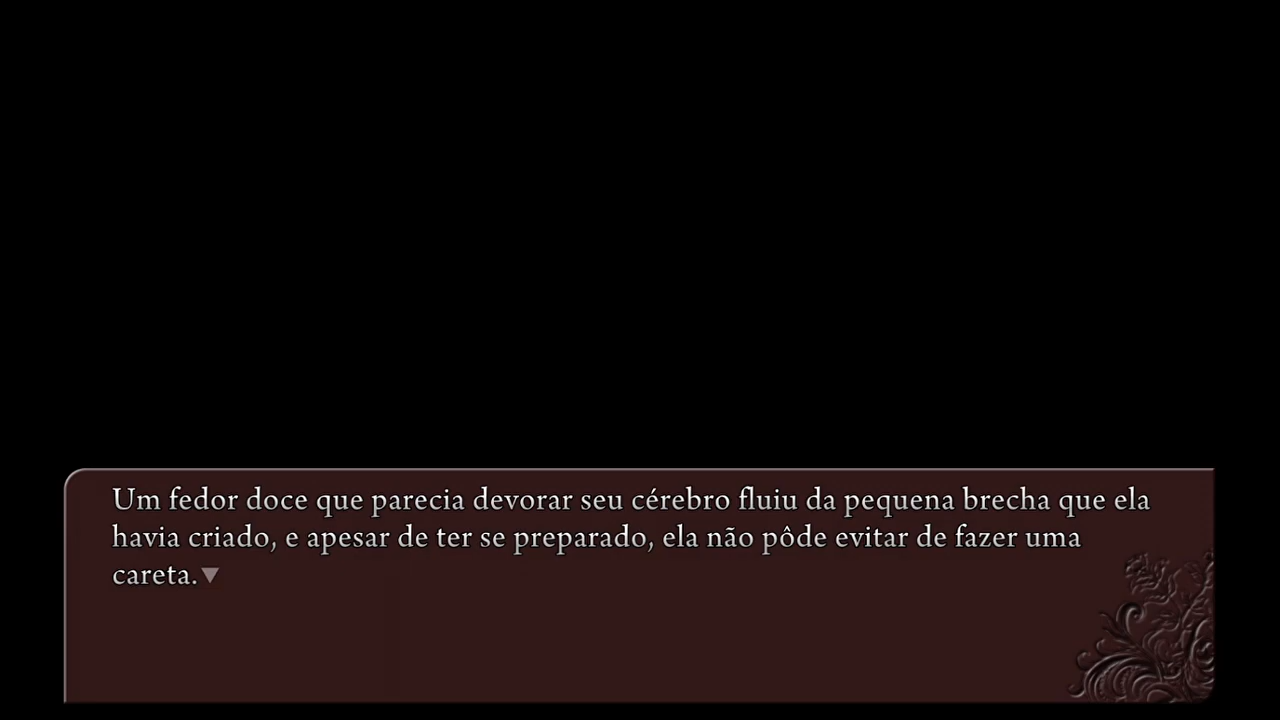 Um fedor doce que parecia devorar seu cérebro fluiu da pequena brecha que ela
havia criado, e apesar de ter se preparado, ela não pôde evitar de fazer uma
careta.